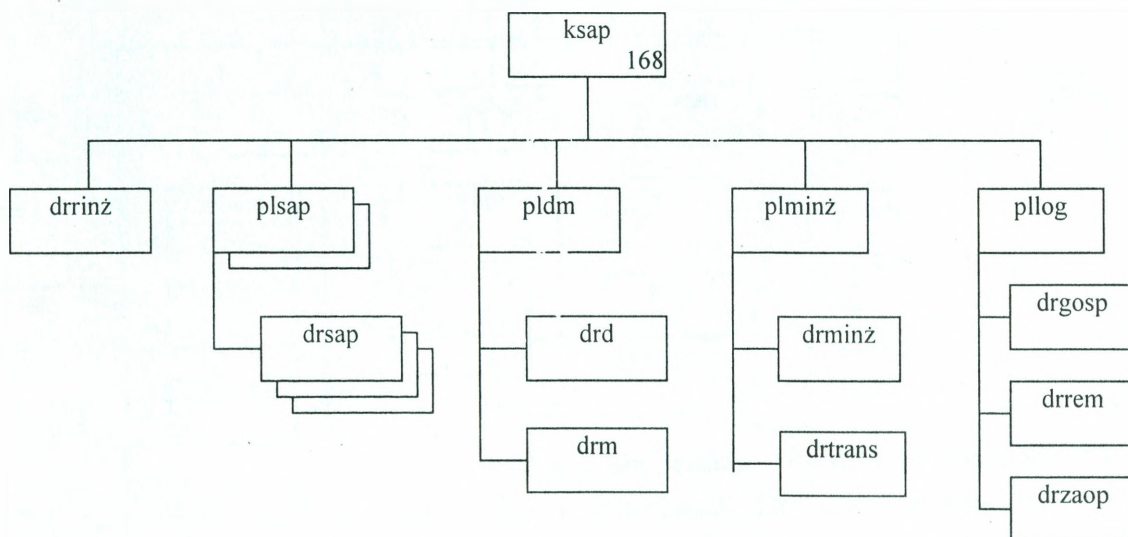 ksap
168
drrinż
plsap
pldm
plminż
pllog
drsap
drd
drminż
drgosp
drm
drtrans
drrem
drzaop